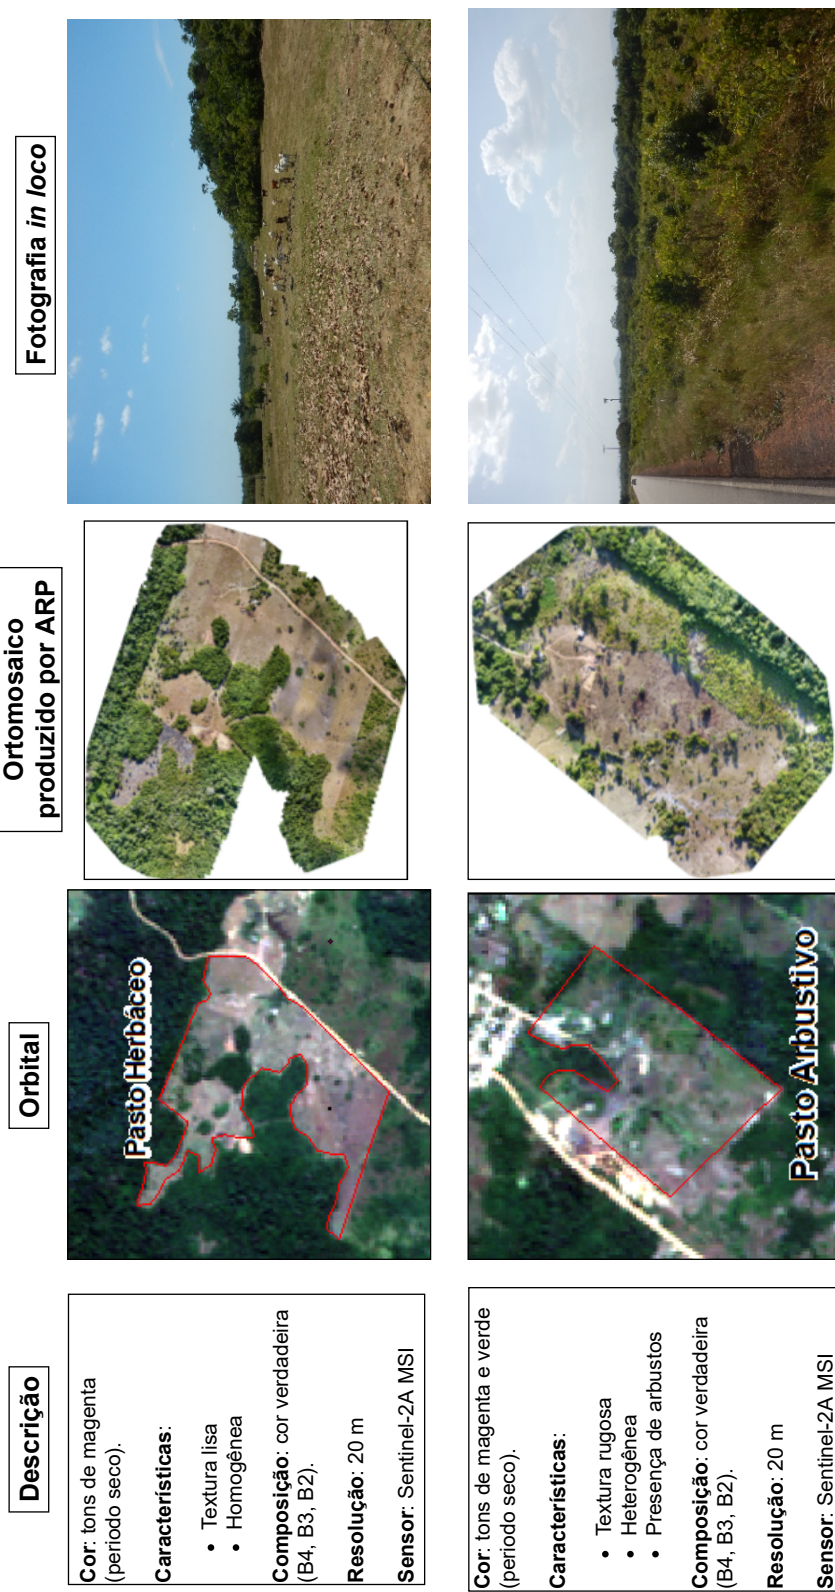 Descrição
Orbital
Ortomosaico
produzido por ARP
Fotografia in loco
Cor: tons de magenta
(periodo seco).
Características:
• Textura lisa
• Homogênea
Composição: cor verdadeira
(B4, B3, B2).
Resolução: 20 m
Sensor: Sentinel-2A MSI
Pasto Herbáceo
Cor: tons de magenta e verde
(periodo seco).
Características:
• Textura rugosa
• Heterogênea
• Presença de arbustos
Composição: cor verdadeira
(B4, B3, B2).
Resolução: 20 m
Sensor: Sentinel-2A MSI
Pasto Arbustivo